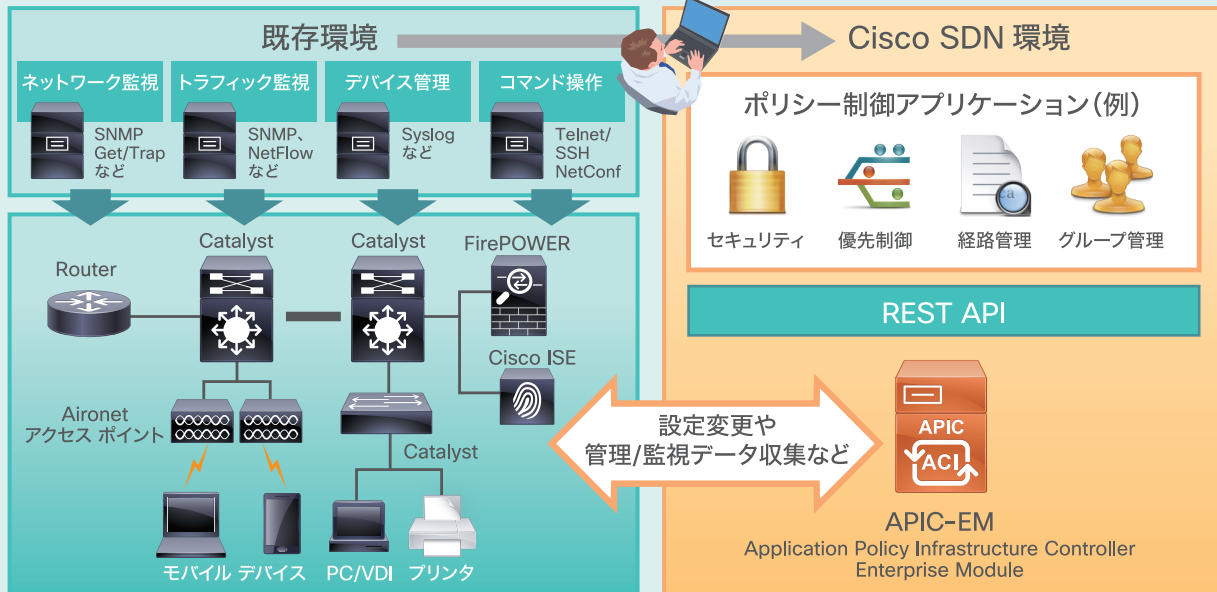 既存環境
Cisco SDN 環境
ネットワーク監視
トラフィック監視
デバイス管理
コマンド操作
SNMP
Get/Trap
など
SNMP、
NetFlow
など
Syslog
など
Telnet/
SSH
NetConf
ポリシー制御アプリケーション（例）
ca
セキュリティ
優先制御
経路管理
グループ管理
REST API
Router
Catalyst
Catalyst
FirePOWER
Cisco ISE
Aironet
アクセス ポイント
Catalyst
モバイル デバイス
PC/VDI
プリンタ
設定変更や
管理/監視データ収集など
APIC
ACI
APIC-EM
Application Policy Infrastructure Controller
Enterprise Module